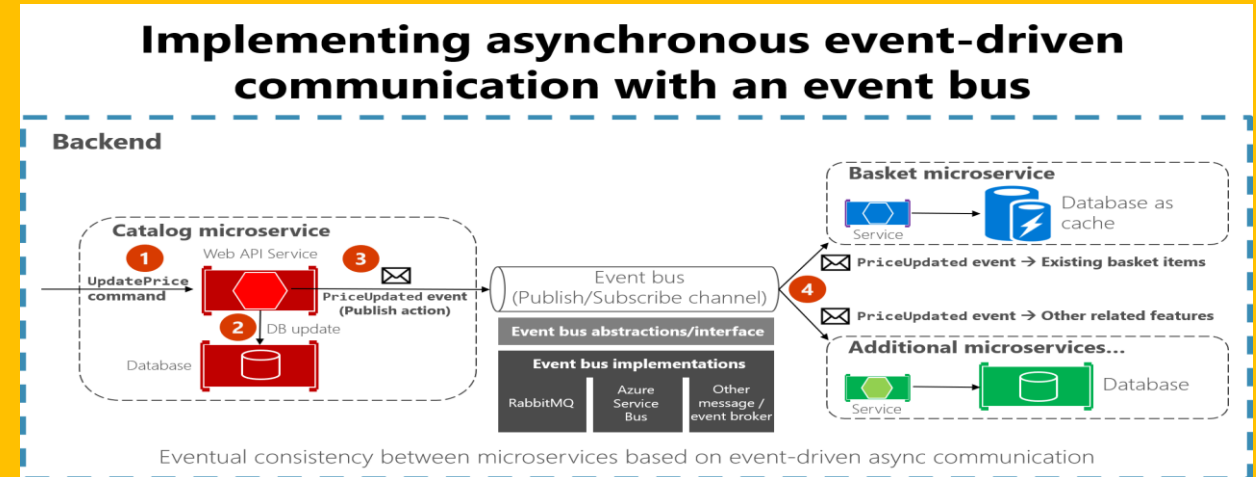 Implementing asynchronous event-driven
communication with an event bus
Backend
Catalog microservice
Web API Service
1
UpdatePrice
command
3
PriceUpdated event
(Publish action)
2
DB update
Database
Event bus
(Publish/Subscribe channel)
Event bus abstractions/interface
Event bus implementations
RabbitMQ
Azure
Service
Bus
Other
message /
event broker
4
Basket microservice
Service
Database as
cache
PriceUpdated event → Existing basket items
PriceUpdated event → Other related features
Additional microservices...
Service
Database
Eventual consistency between microservices based on event-driven async communication